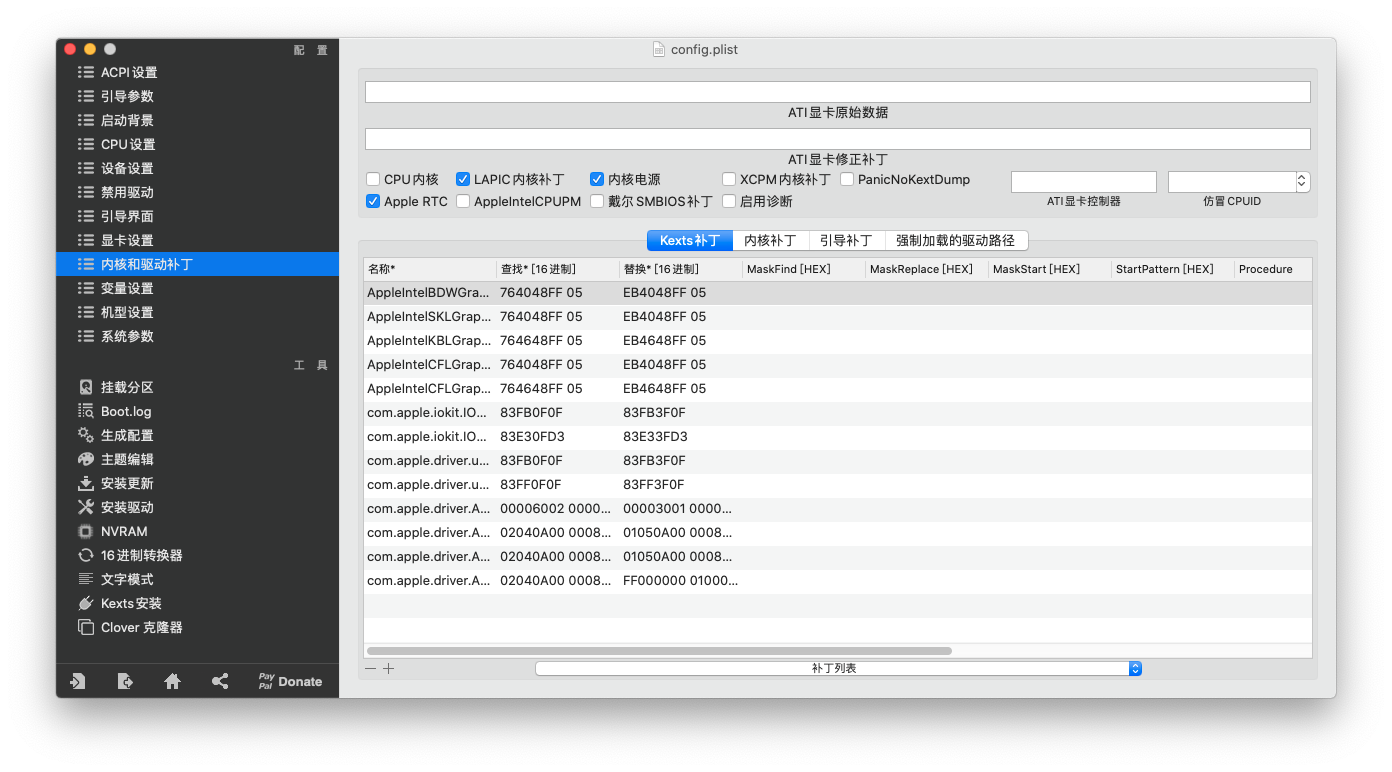 配 置
ACPI 设置
引导参数
启动背景
CPU 设置
设备设置
禁用驱动
引导界面
显卡设置
内核和驱动补丁
变量设置
机型设置
系统参数
工 具
挂载分区
Boot.log
生成配置
主题编辑
安装更新
安装驱动
NVRAM
16 进制转换器
文字模式
Kexts 安装
Clover 克隆器
Pay Pal Donate
config.plist
ATI 显卡原始数据
ATI 显卡修正补丁
CPU 内核 LAPIC 内核补丁 内核电源 XCPM 内核补丁 PanicNoKextDump
Apple RTC AppleIntelCPUPM 戴尔 SMBIOS 补丁 启用诊断 ATI 显卡控制器 仿冒 CPUID
Kexts 补丁 内核补丁 引导补丁 强制加载的驱动路径
名称* 查找* [16 进制] 替换* [16 进制] MaskFind [HEX] MaskReplace [HEX] MaskStart [HEX] StartPattern [HEX] Procedure
AppleIntelBDWGra... 764048FF 05 EB4048FF 05
AppleIntelSKLGrap... 764048FF 05 EB4048FF 05
AppleIntelKBLGrap... 764648FF 05 EB4648FF 05
AppleIntelCFLGrap... 764048FF 05 EB4048FF 05
AppleIntelCFLGrap... 764648FF 05 EB4648FF 05
com.apple.iokit.IO... 83FB0F0F 83FB3F0F
com.apple.iokit.IO... 83E30FD3 83E33FD3
com.apple.driver.u... 83FB0F0F 83FB3F0F
com.apple.driver.u... 83FF0F0F 83FF3F0F
com.apple.driver.A... 00006002 0000... 00003001 0000...
com.apple.driver.A... 02040A00 0008... 01050A00 0008...
com.apple.driver.A... 02040A00 0008... 01050A00 0008...
com.apple.driver.A... 02040A00 0008... FF000000 01000...
补丁列表